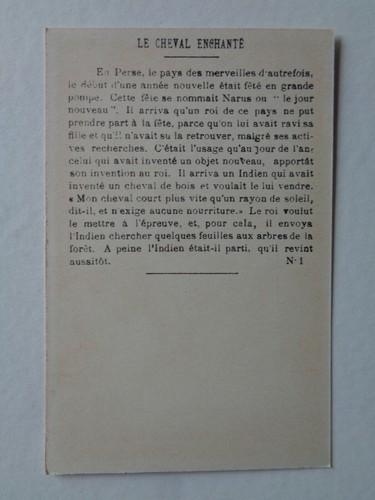 LE CHEVAL ENCHANTÉ
En Perse, le pays des merveilles d'autrefois,
le début d'une année nouvelle était fêté en grande
pompe. Cette fête se nommait Narus ou "le jour
nouveau". Il arriva qu'un roi de ce pays ne put
prendre part à la fête, parce qu'on lui avait ravi sa
fille et qu'il n'avait su la retrouver, malgré ses acti-
ves recherches. C'était l'usage qu'au jour de l'an
celui qui avait inventé un objet nouveau, apportât
son invention au roi. Il arriva un Indien qui avait
inventé un cheval de bois et voulait le lui vendre.
« Mon cheval court plus vite qu'un rayon de soleil,
dit-il, et n'exige aucune nourriture.» Le roi voulut
le mettre à l'épreuve, et, pour cela, il envoya
l'Indien chercher quelques feuilles aux arbres de la
forêt. A peine l'Indien était-il parti, qu'il revint
aussitôt. N° 1